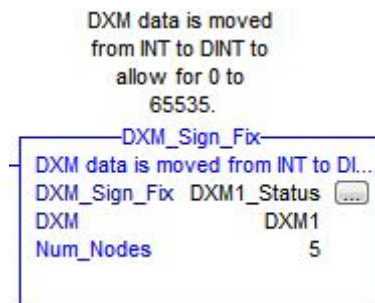 DXM data is moved
from INT to DINT to
allow for 0 to
65535.
DXM_Sign_Fix
DXM data is moved from INT to DI...
DXM_Sign_Fix DXM1_Status ...
DXM DXM1
Num_Nodes 5